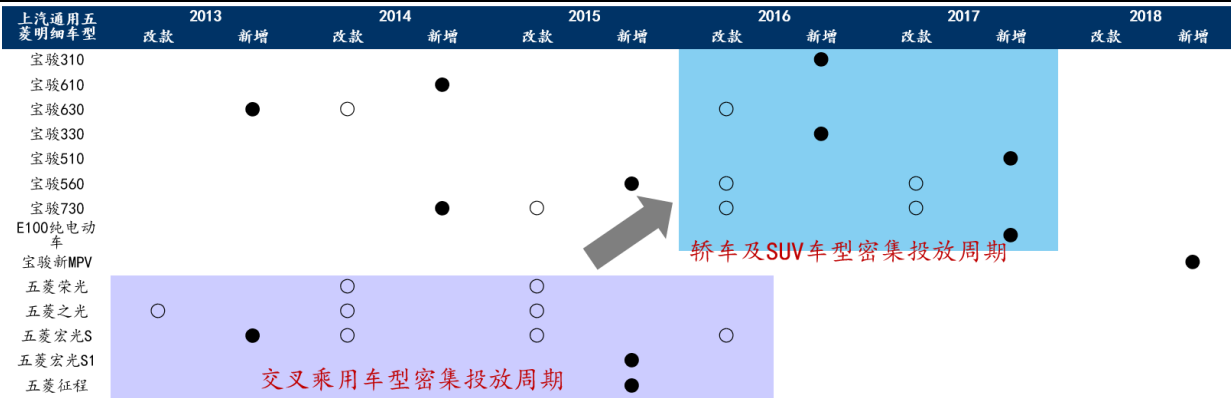 上汽通用五菱明细车型 2013 2014 2015 2016 2017 2018
改款 新增 改款 新增 改款 新增 改款 新增 改款 新增 改款 新增
宝骏310 ●
宝骏610 ●
宝骏630 ● ○ ○
宝骏330 ●
宝骏510 ●
宝骏560 ● ○ ○
宝骏730 ● ○ ○ ○
E100纯电动车 ●
轿车及SUV车型密集投放周期
宝骏新MPV ●
五菱荣光 ○ ○
五菱之光 ○ ○ ○
五菱宏光S ● ○ ○ ○
五菱宏光S1 ●
交叉乘用车型密集投放周期
五菱征程 ●